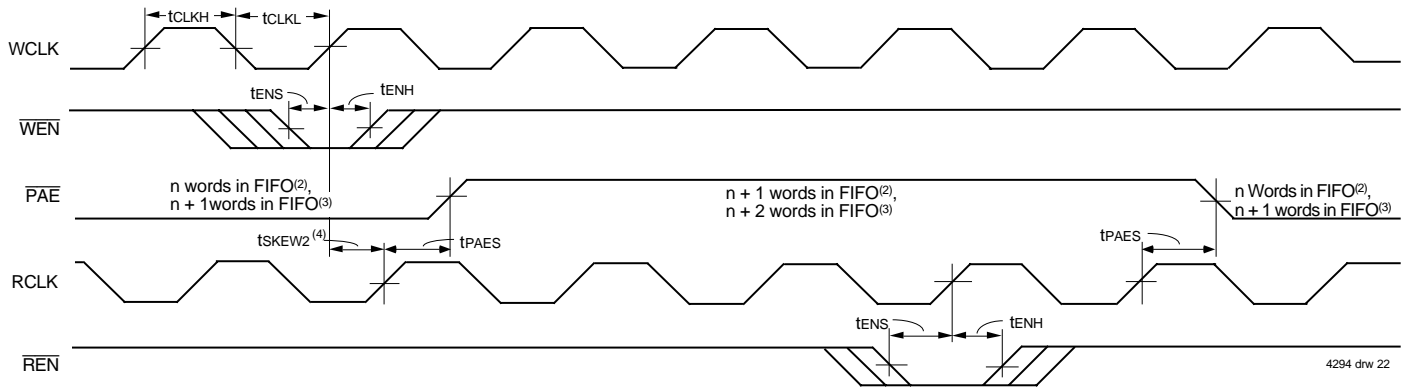 tCLKH tCLKL
WCLK
tENS tENH
WEN
PAE
n words in FIFO(2),
n + 1words in FIFO(3)
n + 1 words in FIFO(2),
n + 2 words in FIFO(3)
n Words in FIFO(2),
n + 1 words in FIFO(3)
tSKEW2 (4) tPAES tPAES
RCLK
tENS tENH
REN
4294 drw 22